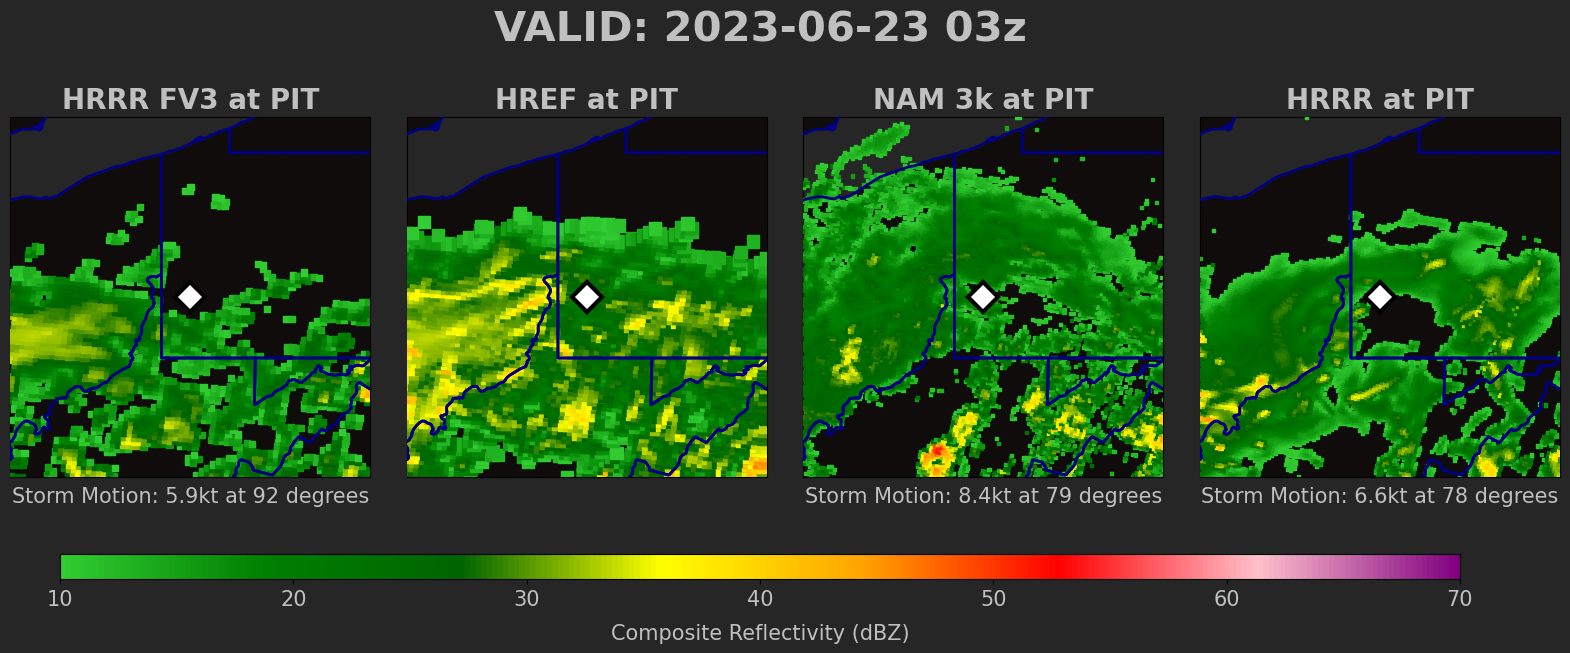 VALID: 2023-06-23 03z
HRRR FV3 at PIT
HREF at PIT
NAM 3k at PIT
HRRR at PIT
Storm Motion: 5.9kt at 92 degrees
Storm Motion: 8.4kt at 79 degrees
Storm Motion: 6.6kt at 78 degrees
10 20 30 40 50 60 70
Composite Reflectivity (dBZ)